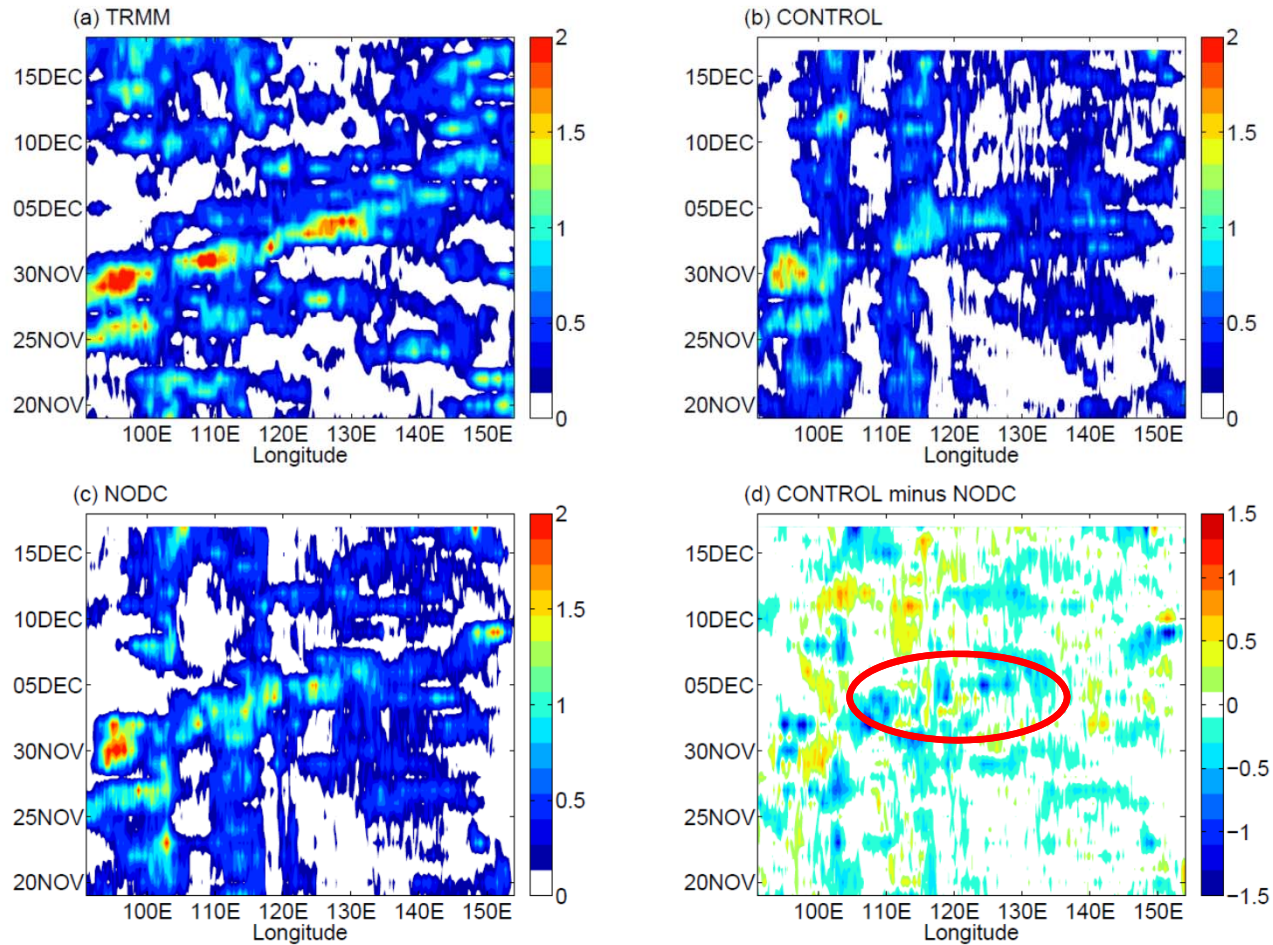 (a) TRMM
15DEC
10DEC
05DEC
30NOV
25NOV
20NOV
100E 110E 120E 130E 140E 150E
Longitude
2
1.5
1
0.5
0
(b) CONTROL
15DEC
10DEC
05DEC
30NOV
25NOV
20NOV
100E 110E 120E 130E 140E 150E
Longitude
2
1.5
1
0.5
0
(c) NODC
15DEC
10DEC
05DEC
30NOV
25NOV
20NOV
100E 110E 120E 130E 140E 150E
Longitude
2
1.5
1
0.5
0
(d) CONTROL minus NODC
15DEC
10DEC
05DEC
30NOV
25NOV
20NOV
100E 110E 120E 130E 140E 150E
Longitude
1.5
1
0.5
0
−0.5
−1
−1.5